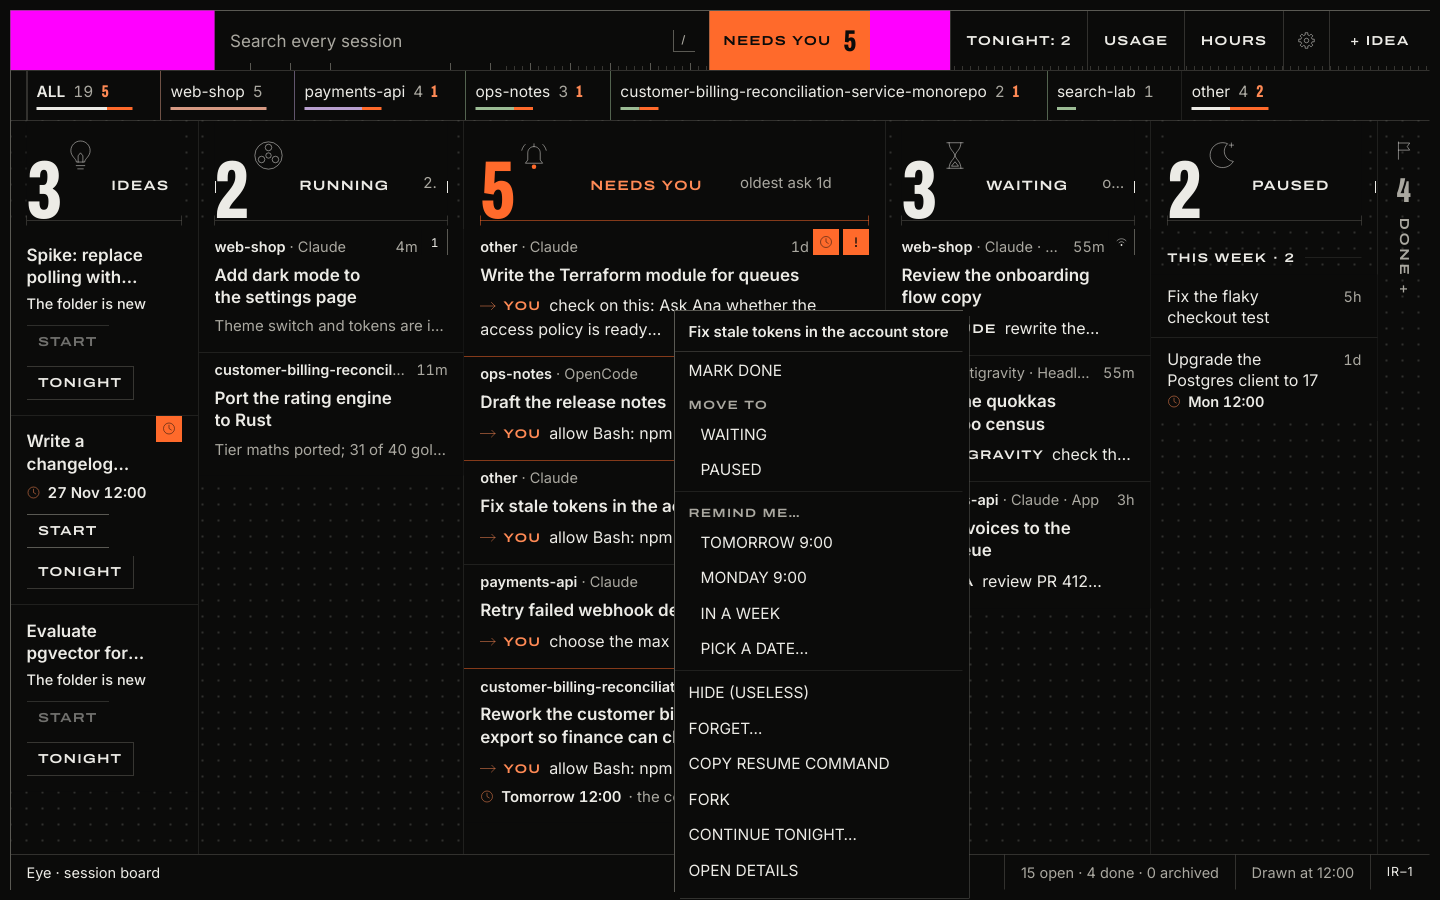 Search every session /
NEEDS YOU 5
TONIGHT: 2
USAGE
HOURS
+ IDEA
ALL 19 5
web-shop 5
payments-api 4 1
ops-notes 3 1
customer-billing-reconciliation-service-monorepo 2 1
search-lab 1
other 4 2
3 IDEAS
Spike: replace
polling with...
The folder is new
START
TONIGHT
Write a
changelog...
27 Nov 12:00
START
TONIGHT
Evaluate
pgvector for...
The folder is new
START
TONIGHT
2 RUNNING 2.
web-shop · Claude 4m 1
Add dark mode to
the settings page
Theme switch and tokens are i...
customer-billing-reconcil... 11m
Port the rating engine
to Rust
Tier maths ported; 31 of 40 gol...
5 NEEDS YOU oldest ask 1d
other · Claude 1d !
Write the Terraform module for queues
→ YOU check on this: Ask Ana whether the
access policy is ready...
ops-notes · OpenCode
Draft the release notes
→ YOU allow Bash: npm
other · Claude
Fix stale tokens in the a
→ YOU allow Bash: npm
payments-api · Claude
Retry failed webhook de
→ YOU choose the max
customer-billing-reconciliat
Rework the customer bi
export so finance can cl
→ YOU allow Bash: npm
Tomorrow 12:00 · the c
Fix stale tokens in the account store
MARK DONE
MOVE TO
WAITING
PAUSED
REMIND ME...
TOMORROW 9:00
MONDAY 9:00
IN A WEEK
PICK A DATE...
HIDE (USELESS)
FORGET...
COPY RESUME COMMAND
FORK
CONTINUE TONIGHT...
OPEN DETAILS
3 WAITING o...
web-shop · Claude · ... 55m
Review the onboarding
flow copy
DE rewrite the...
tigravity · Headl... 55m
e quokkas
o census
GRAVITY check th...
-api · Claude · App 3h
voices to the
eue
review PR 412...
2 PAUSED
THIS WEEK · 2
Fix the flaky 5h
checkout test
Upgrade the 1d
Postgres client to 17
Mon 12:00
4 DONE +
Eye · session board
15 open · 4 done · 0 archived
Drawn at 12:00
IR–1